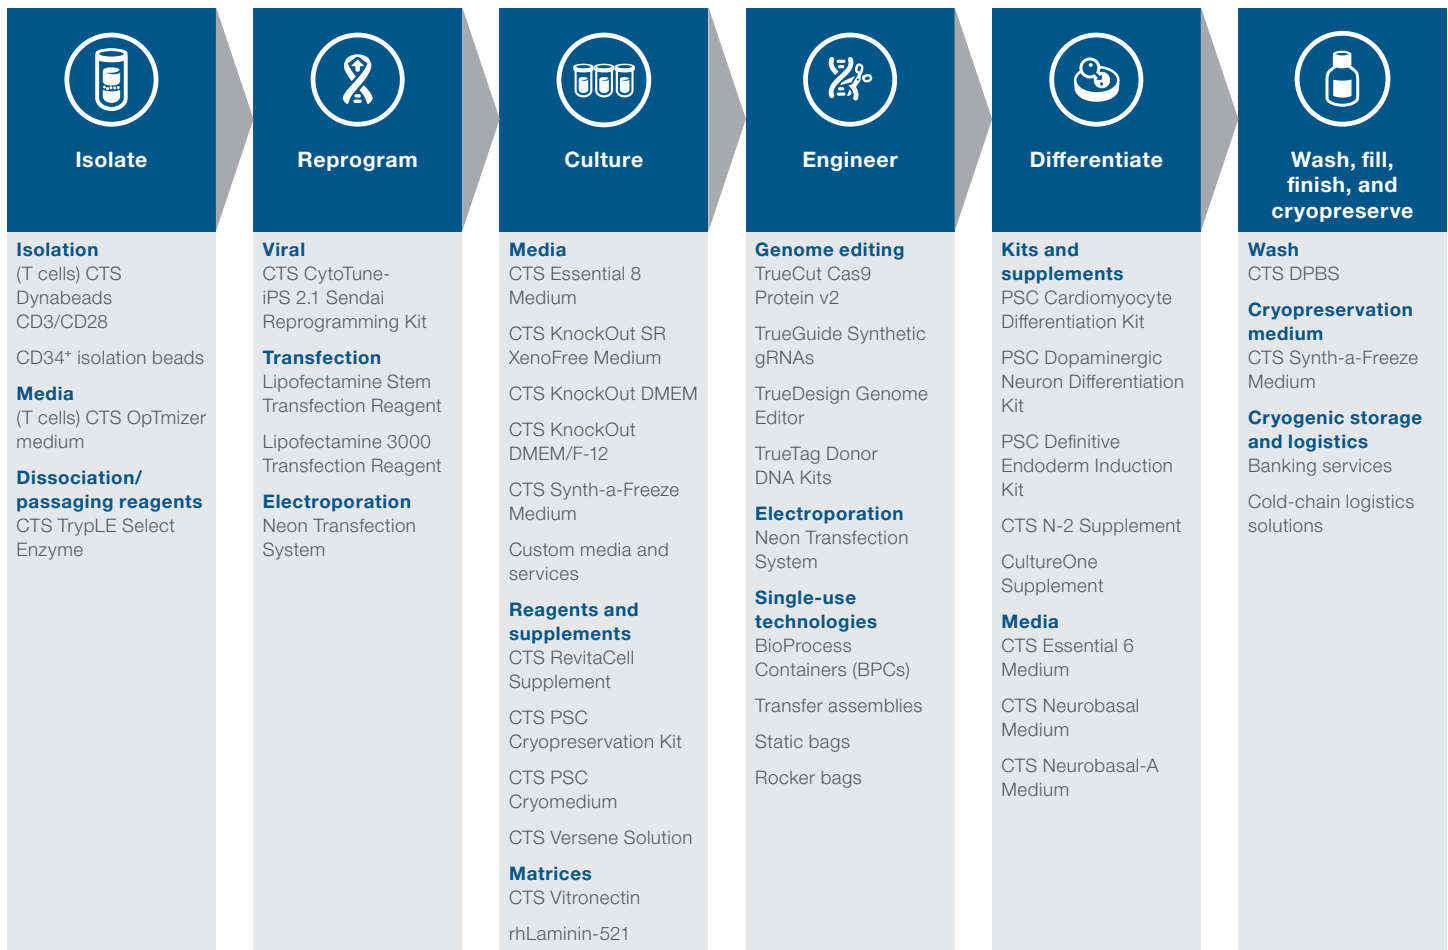 Isolate
Isolation
(T cells) CTS
Dynabeads
CD3/CD28
CD34⁺ isolation beads
Media
(T cells) CTS OpTmizer
medium
Dissociation/
passaging reagents
CTS TrypLE Select
Enzyme
Reprogram
Viral
CTS CytoTune-
iPS 2.1 Sendai
Reprogramming Kit
Transfection
Lipofectamine Stem
Transfection Reagent
Lipofectamine 3000
Transfection Reagent
Electroporation
Neon Transfection
System
Culture
Media
CTS Essential 8
Medium
CTS KnockOut SR
XenoFree Medium
CTS KnockOut DMEM
CTS KnockOut
DMEM/F-12
CTS Synth-a-Freeze
Medium
Custom media and
services
Reagents and
supplements
CTS RevitaCell
Supplement
CTS PSC
Cryopreservation Kit
CTS PSC
Cryomedium
CTS Versene Solution
Matrices
CTS Vitronectin
rhLaminin-521
Engineer
Genome editing
TrueCut Cas9
Protein v2
TrueGuide Synthetic
gRNAs
TrueDesign Genome
Editor
TrueTag Donor
DNA Kits
Electroporation
Neon Transfection
System
Single-use
technologies
BioProcess
Containers (BPCs)
Transfer assemblies
Static bags
Rocker bags
Differentiate
Kits and
supplements
PSC Cardiomyocyte
Differentiation Kit
PSC Dopaminergic
Neuron Differentiation
Kit
PSC Definitive
Endoderm Induction
Kit
CTS N-2 Supplement
CultureOne
Supplement
Media
CTS Essential 6
Medium
CTS Neurobasal
Medium
CTS Neurobasal-A
Medium
Wash, fill,
finish, and
cryopreserve
Wash
CTS DPBS
Cryopreservation
medium
CTS Synth-a-Freeze
Medium
Cryogenic storage
and logistics
Banking services
Cold-chain logistics
solutions